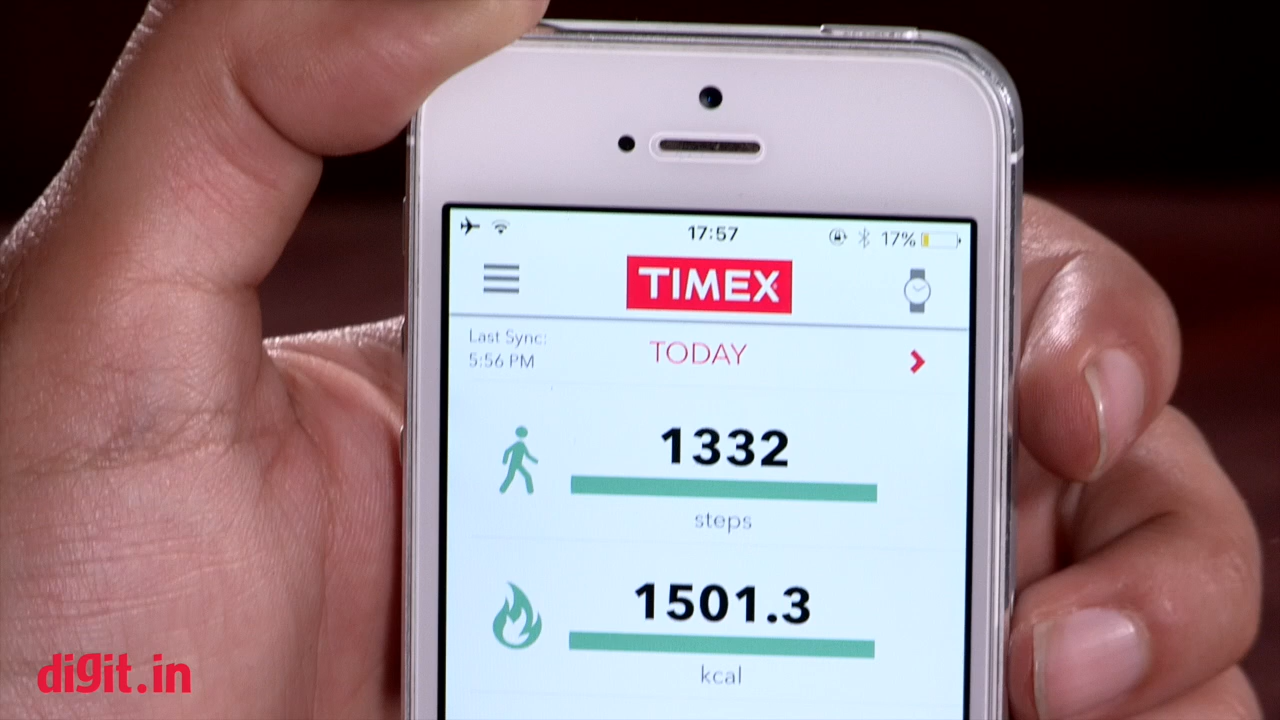 17:57
17%
TIMEX
Last Sync:
5:56 PM
TODAY
1332
steps
1501.3
kcal
digit.in